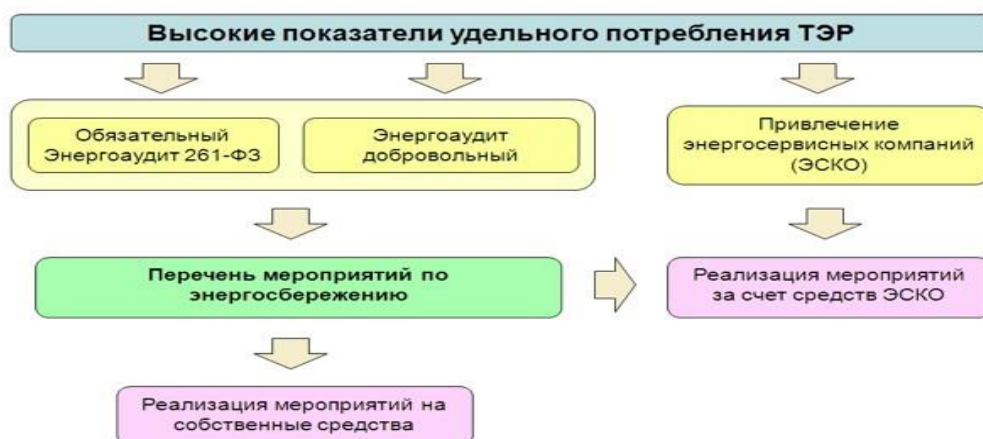 Высокие показатели удельного потребления ТЭР
Обязательный
Энергоаудит 261-ФЗ
Энергоаудит
добровольный
Привлечение
энергосервисных компаний
(ЭСКО)
Перечень мероприятий по
энергосбережению
Реализация мероприятий
за счет средств ЭСКО
Реализация мероприятий на
собственные средства